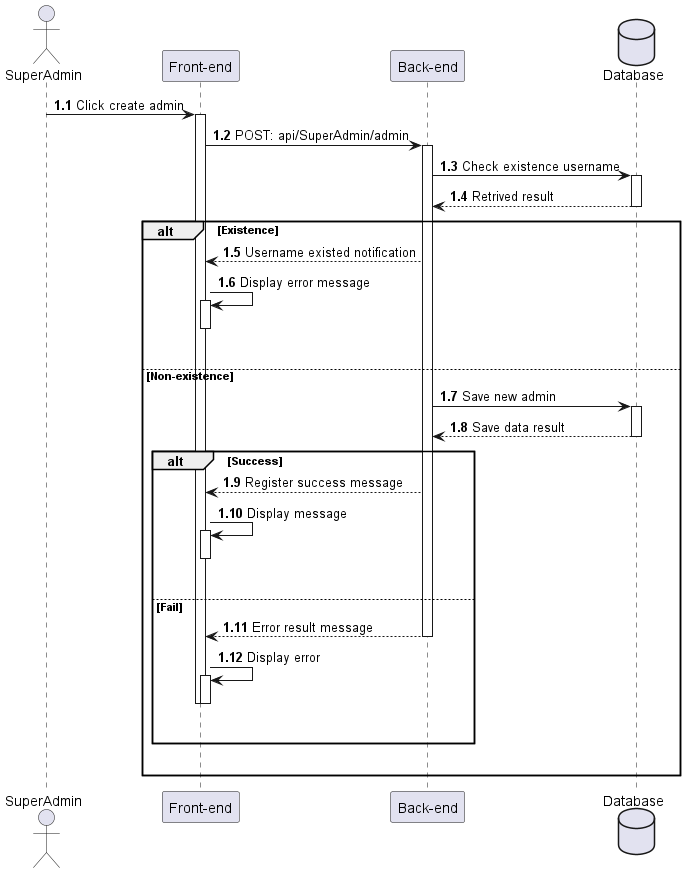 SuperAdmin
Front-end
Back-end
Database
1.1 Click create admin
1.2 POST: api/SuperAdmin/admin
1.3 Check existence username
1.4 Retrived result
alt [Existence]
1.5 Username existed notification
1.6 Display error message
[Non-existence]
1.7 Save new admin
1.8 Save data result
alt [Success]
1.9 Register success message
1.10 Display message
[Fail]
1.11 Error result message
1.12 Display error
SuperAdmin
Front-end
Back-end
Database